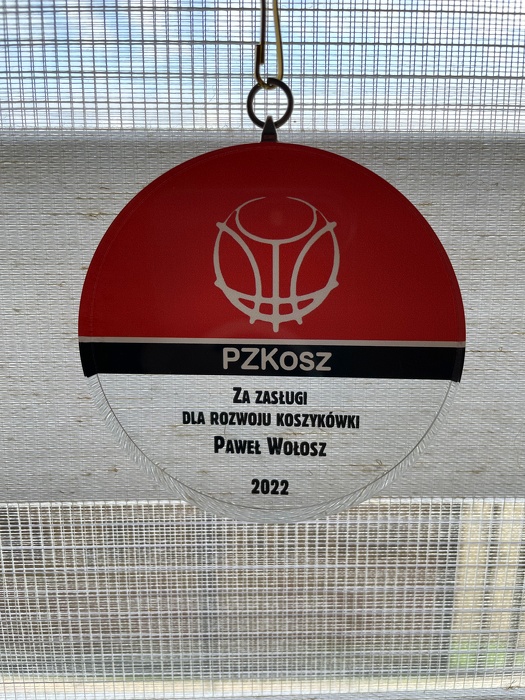 PZKOSZ
ZA ZASŁUGI
DLA ROZWOJU KOSZYKÓWKI
PAWEŁ WOŁOSZ
2022